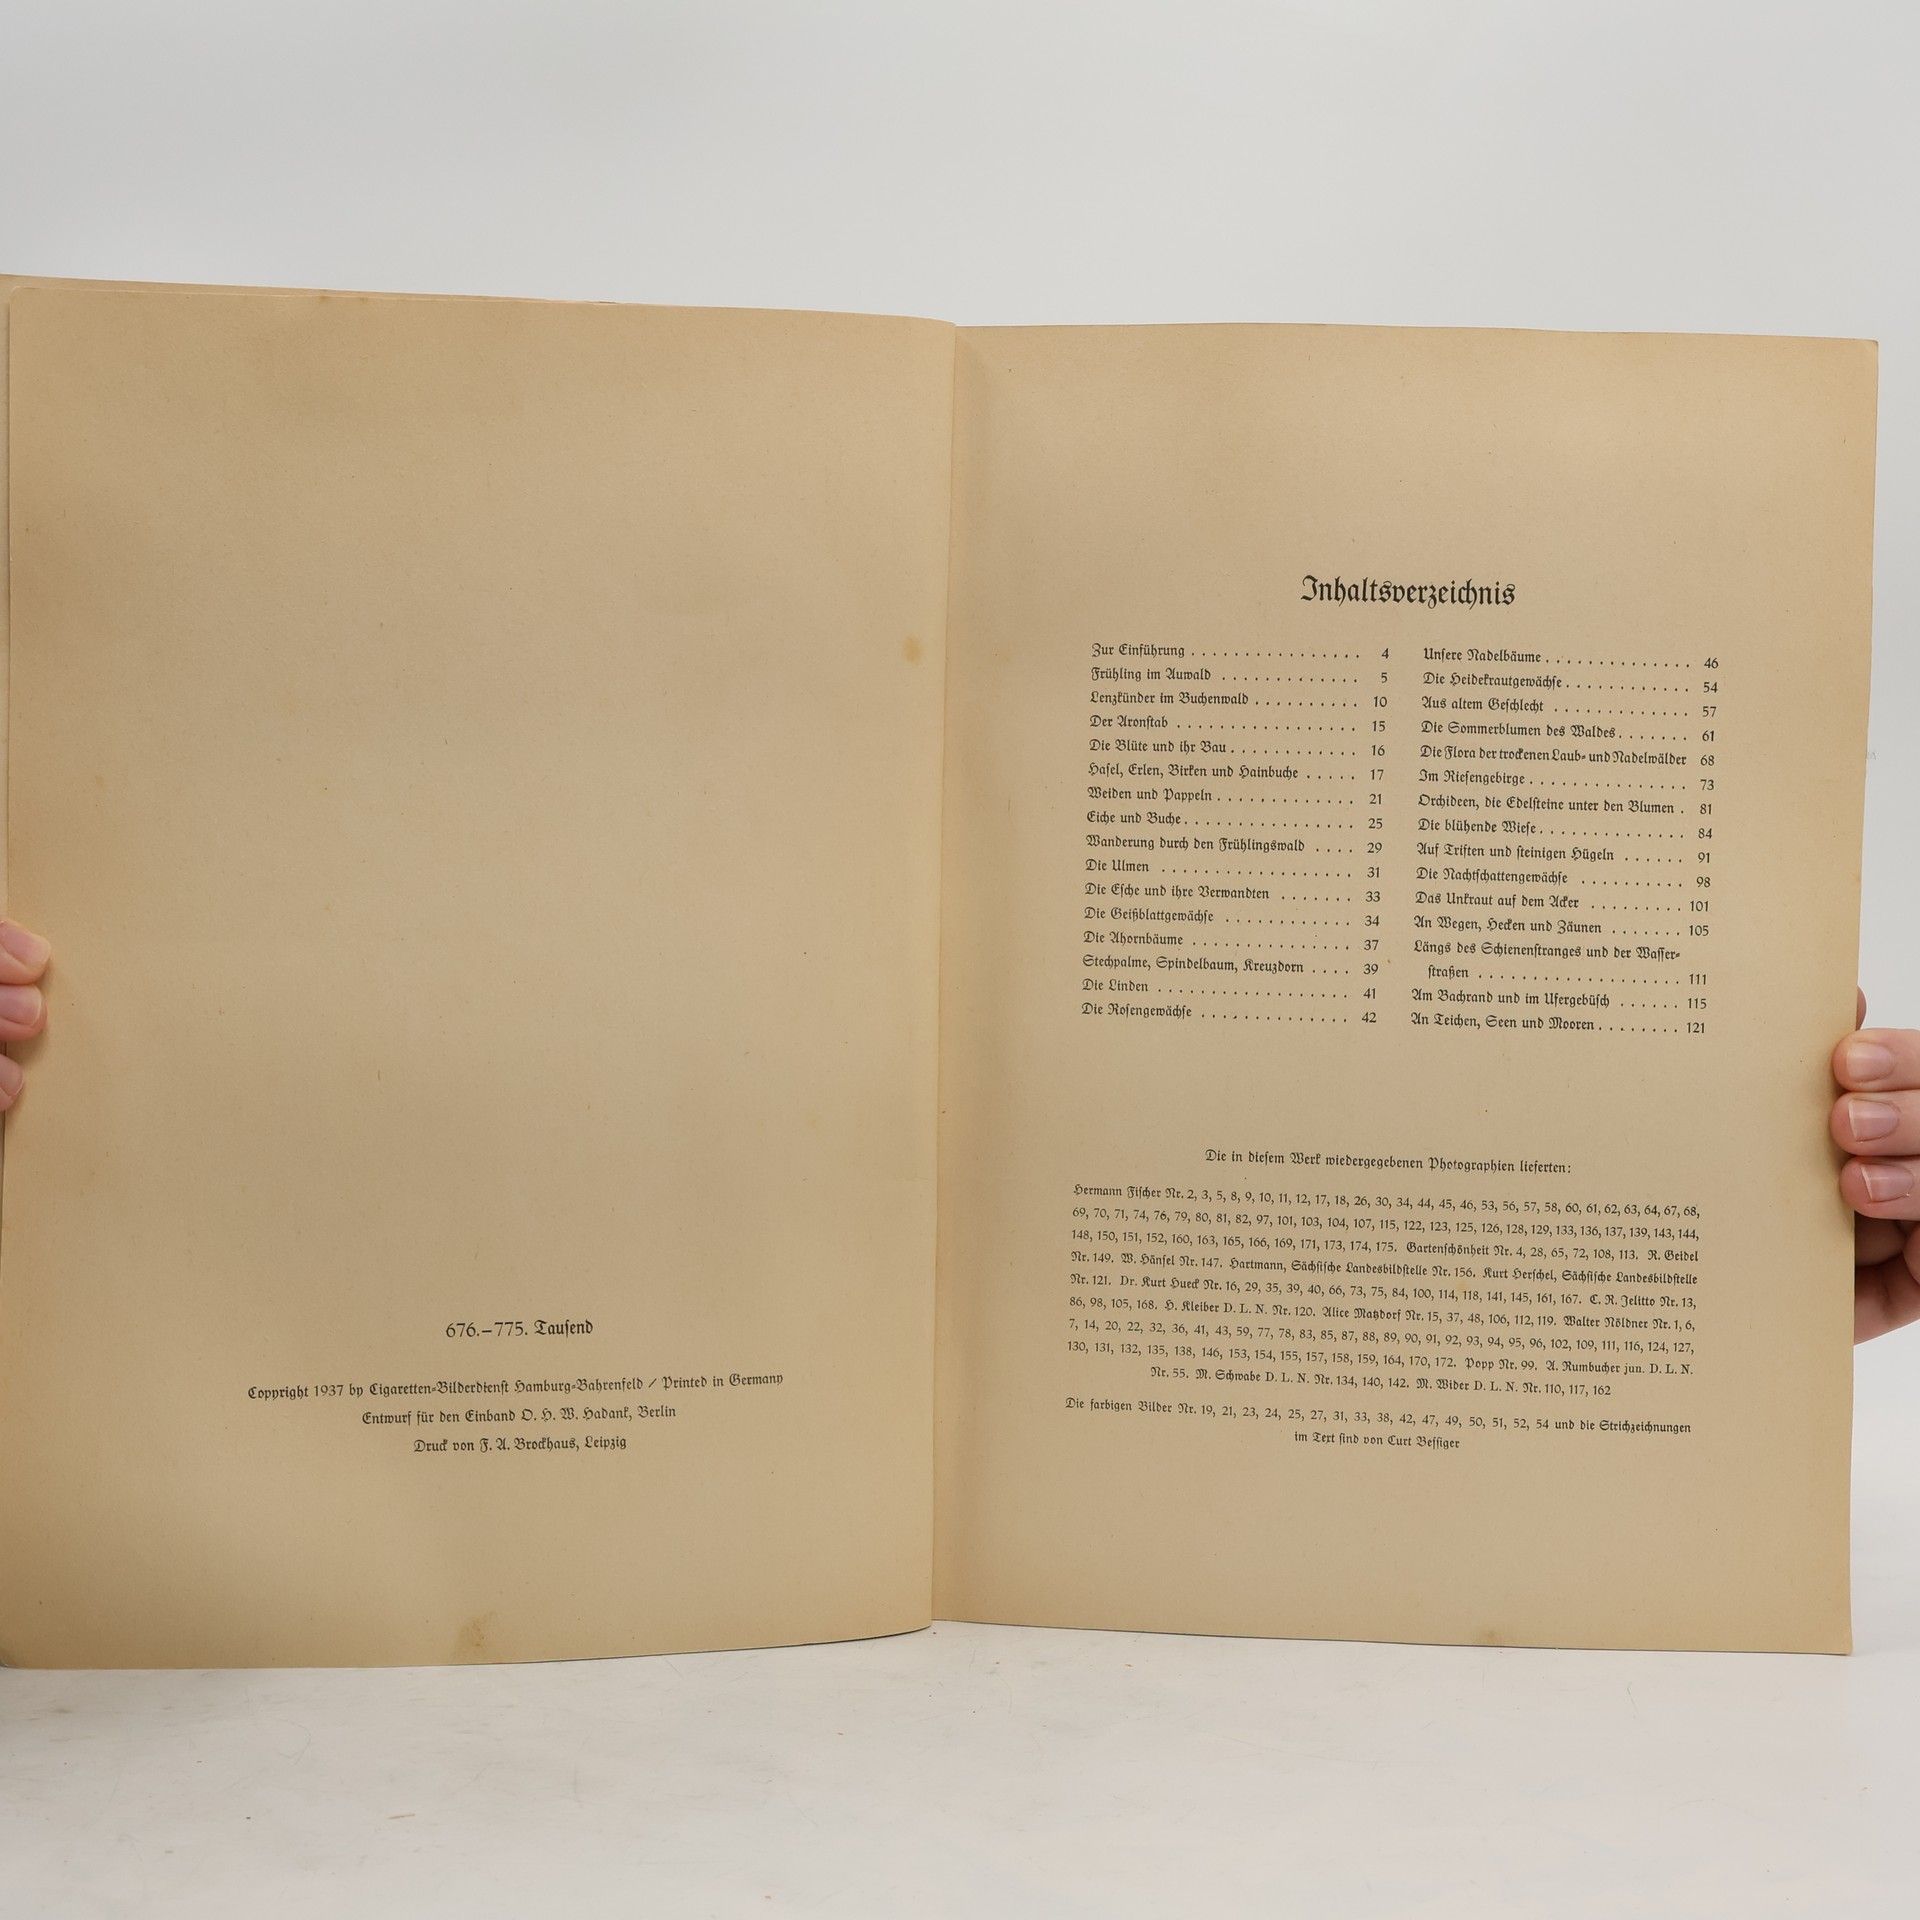 676.–775. Tausend
Copyright 1937 by Cigaretten-Bilderdienst Hamburg-Bahrenfeld / Printed in Germany
Entwurf für den Einband O. H. W. Hadank, Berlin
Druck von F. A. Brockhaus, Leipzig
Inhaltsverzeichnis
Zur Einführung . . . . . . . . . . . . . . . . 4
Frühling im Auwald . . . . . . . . . . . . . 5
Lenzkünder im Buchenwald . . . . . . . . . . 10
Der Aronstab . . . . . . . . . . . . . . . . . 15
Die Blüte und ihr Bau . . . . . . . . . . . . 16
Hasel, Erlen, Birken und Hainbuche . . . . . 17
Weiden und Pappeln . . . . . . . . . . . . . 21
Eiche und Buche . . . . . . . . . . . . . . . . 25
Wanderung durch den Frühlingswald . . . . 29
Die Ulmen . . . . . . . . . . . . . . . . . . 31
Die Esche und ihre Verwandten . . . . . . . 33
Die Geißblattgewächse . . . . . . . . . . . . 34
Die Ahornbäume . . . . . . . . . . . . . . . 37
Stechpalme, Spindelbaum, Kreuzdorn . . . . 39
Die Linden . . . . . . . . . . . . . . . . . . 41
Die Rosengewächse . . . . . . . . . . . . . . 42
Unsere Nadelbäume . . . . . . . . . . . . . . 46
Die Heidekrautgewächse . . . . . . . . . . . . 54
Aus altem Geschlecht . . . . . . . . . . . . . 57
Die Sommerblumen des Waldes . . . . . . . 61
Die Flora der trockenen Laub- und Nadelwälder 68
Im Riesengebirge . . . . . . . . . . . . . . . 73
Orchideen, die Edelsteine unter den Blumen . 81
Die blühende Wiese . . . . . . . . . . . . . . 84
Auf Triften und steinigen Hügeln . . . . . . 91
Die Nachtschattengewächse . . . . . . . . . . 98
Das Unkraut auf dem Acker . . . . . . . . . 101
An Wegen, Hecken und Zäunen . . . . . . . 105
Längs des Schienenstranges und der Wasser-
straßen . . . . . . . . . . . . . . . . . . . 111
Am Bachrand und im Ufergebüsch . . . . . . 115
An Teichen, Seen und Mooren . . . . . . . . 121
Die in diesem Werk wiedergegebenen Photographien lieferten:
Hermann Fischer Nr. 2, 3, 5, 8, 9, 10, 11, 12, 17, 18, 26, 30, 34, 44, 45, 46, 53, 56, 57, 58, 60, 61, 62, 63, 64, 67, 68,
69, 70, 71, 74, 76, 79, 80, 81, 82, 97, 101, 103, 104, 107, 115, 122, 123, 125, 126, 128, 129, 133, 136, 137, 139, 143, 144,
148, 150, 151, 152, 160, 163, 165, 166, 169, 171, 173, 174, 175. Gartenschönheit Nr. 4, 28, 65, 72, 108, 113. R. Geidel
Nr. 149. W. Hänsel Nr. 147. Hartmann, Sächsische Landesbildstelle Nr. 156. Kurt Herschel, Sächsische Landesbildstelle
Nr. 121. Dr. Kurt Hueck Nr. 16, 29, 35, 39, 40, 66, 73, 75, 84, 100, 114, 118, 141, 145, 161, 167. C. R. Jelitto Nr. 13,
86, 98, 105, 168. H. Kleiber D. L. N. Nr. 120. Alice Matzdorf Nr. 15, 37, 48, 106, 112, 119. Walter Nöldner Nr. 1, 6,
7, 14, 20, 22, 32, 36, 41, 43, 59, 77, 78, 83, 85, 87, 88, 89, 90, 91, 92, 93, 94, 95, 96, 102, 109, 111, 116, 124, 127,
130, 131, 132, 135, 138, 146, 153, 154, 155, 157, 158, 159, 164, 170, 172. Popp Nr. 99. A. Rumbucher jun. D. L. N.
Nr. 55. M. Schwabe D. L. N. Nr. 134, 140, 142. M. Wider D. L. N. Nr. 110, 117, 162
Die farbigen Bilder Nr. 19, 21, 23, 24, 25, 27, 31, 33, 38, 42, 47, 49, 50, 51, 52, 54 und die Strichzeichnungen
im Text sind von Curt Bessiger